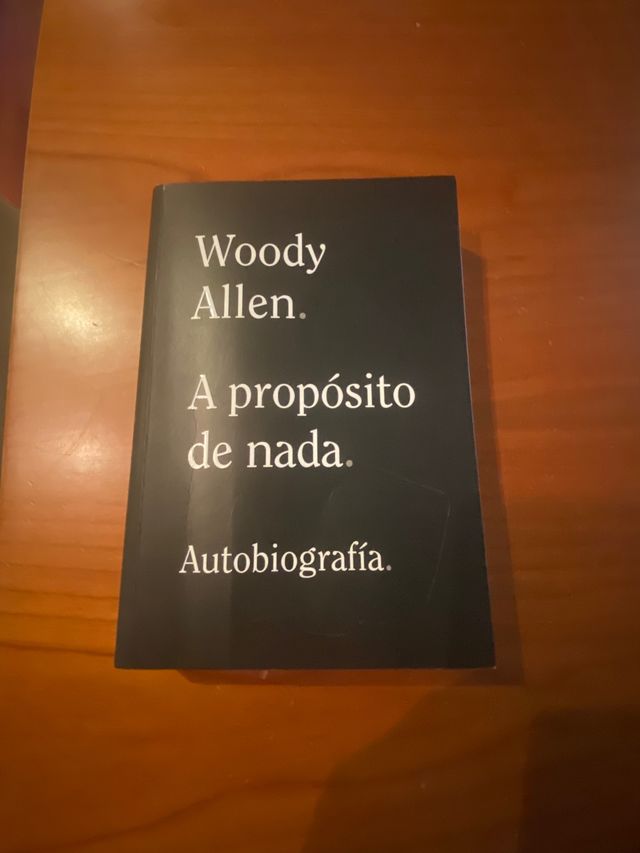 Woody
Allen.
A propósito
de nada.
Autobiografía.